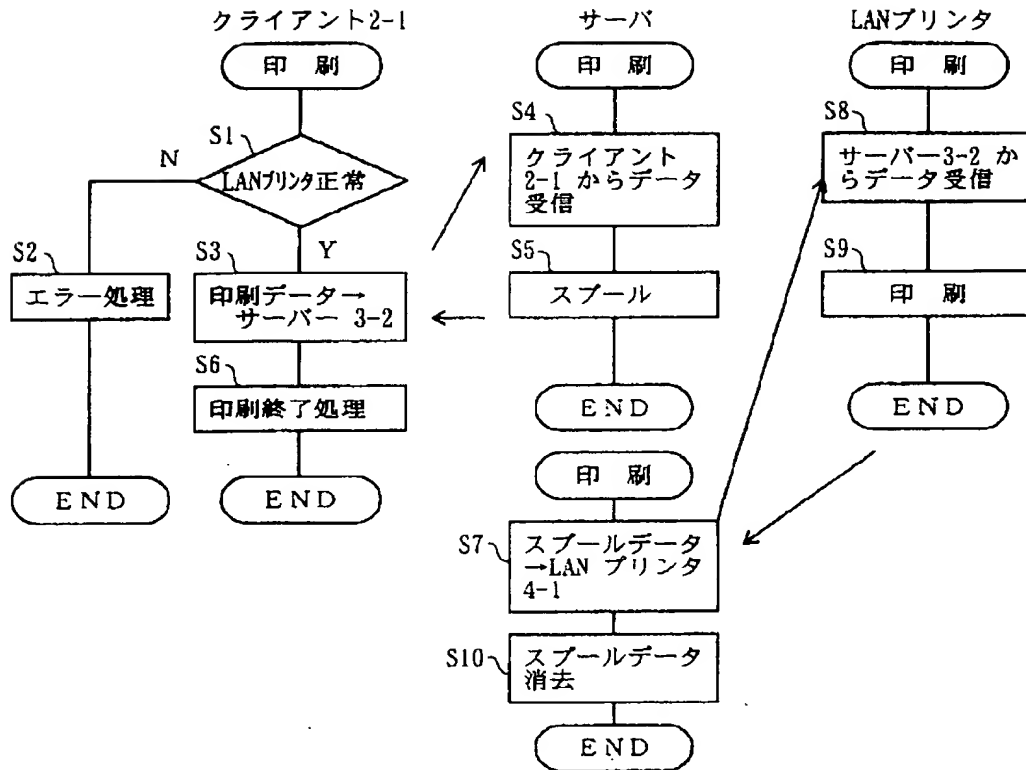 クライアント2-1
印 刷
S1
LANプリンタ正常
N
Y
S2
エラー処理
S3
印刷データ→
サーバー 3-2
S6
印刷終了処理
END
END
サーバ
印 刷
S4
クライアント
2-1 からデータ
受信
S5
スプール
END
印 刷
S7
スプールデータ
→LAN プリンタ
4-1
S10
スプールデータ
消去
END
LANプリンタ
印 刷
S8
サーバー3-2 か
らデータ受信
S9
印 刷
END